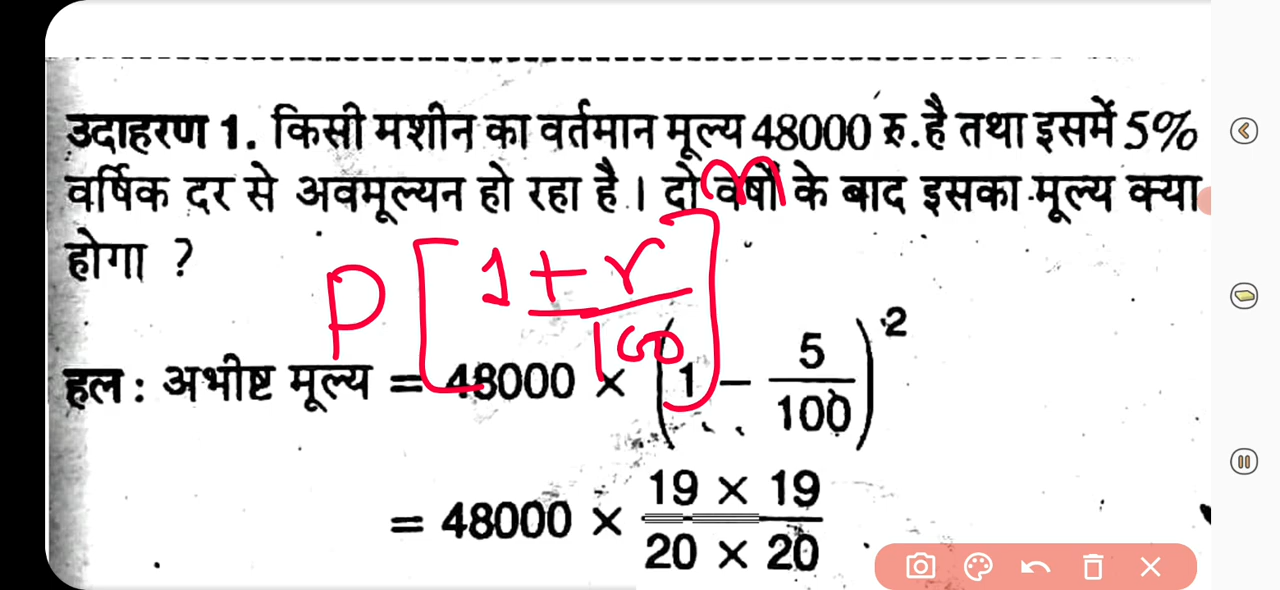 उदाहरण 1. किसी मशीन का वर्तमान मूल्य 48000 रु. है तथा इसमें 5%
वर्षिक दर से अवमूल्यन हो रहा है। दो वर्षों के बाद इसका मूल्य क्या
होगा ?
P [1 + r/100]^n
हल : अभीष्ट मूल्य = 48000 × (1 - 5/100)^2
= 48000 × 19 × 19 / 20 × 20